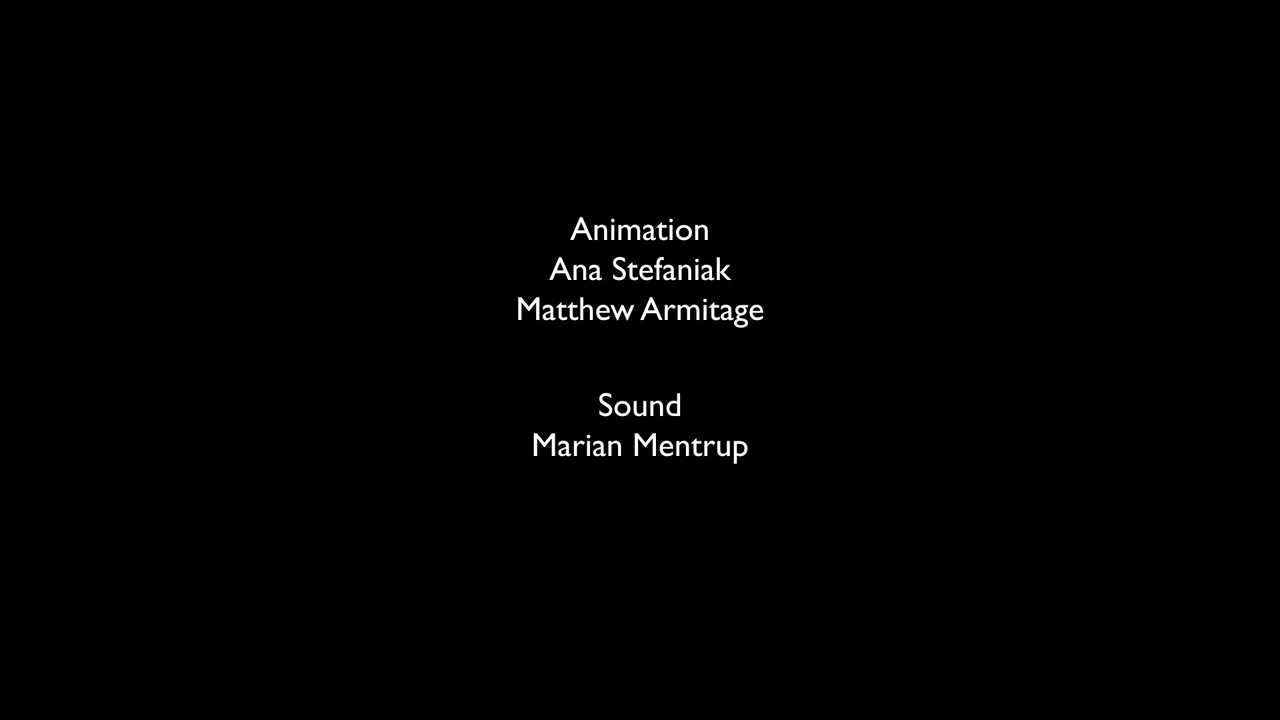 Animation
Ana Stefaniak
Matthew Armitage
Sound
Marian Mentrup